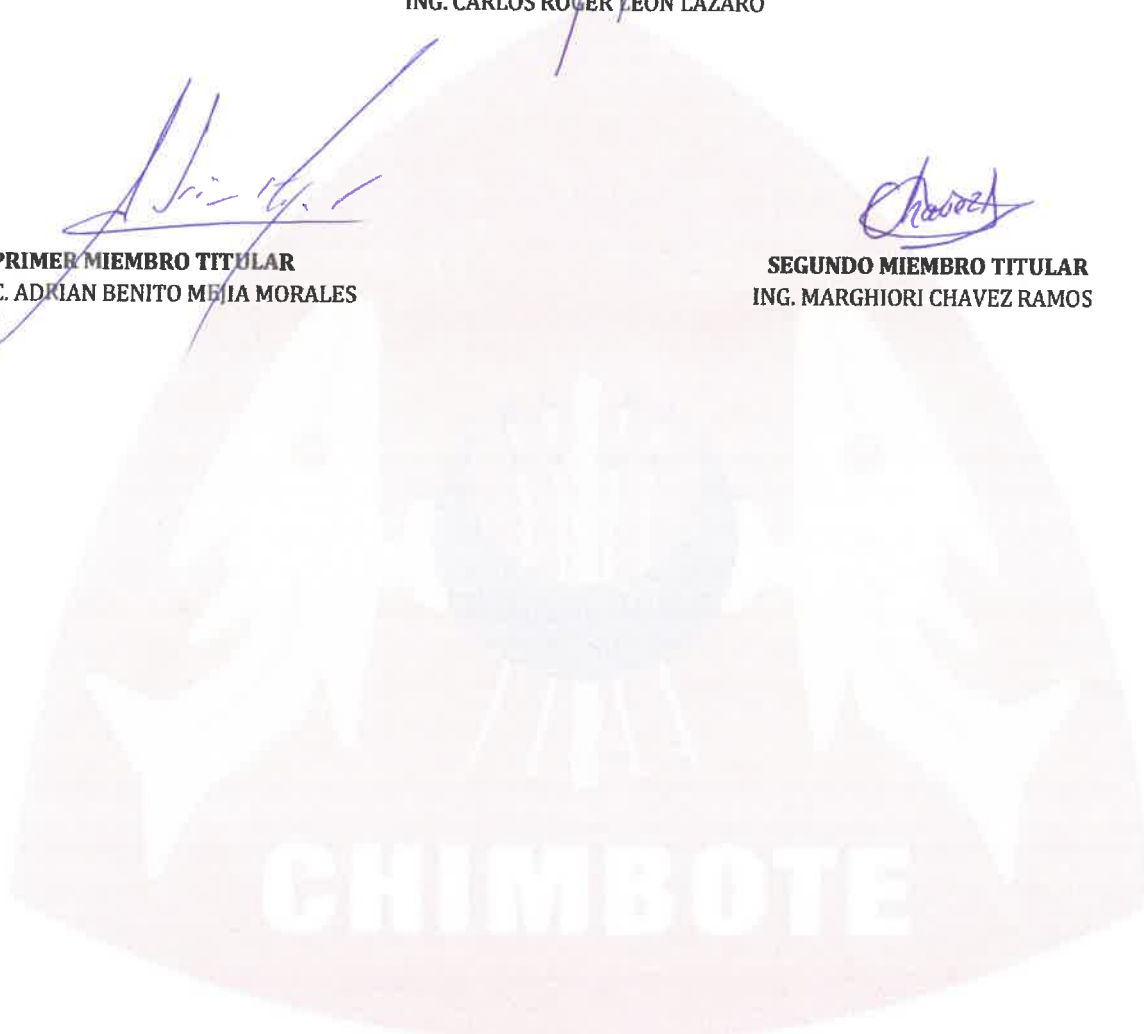 ING. CARLOS ROGER LEON LAZARO
PRIMER MIEMBRO TITULAR
C. ADRIAN BENITO MEJIA MORALES
Chavez
SEGUNDO MIEMBRO TITULAR
ING. MARGHIORI CHAVEZ RAMOS
CHIMBOTE